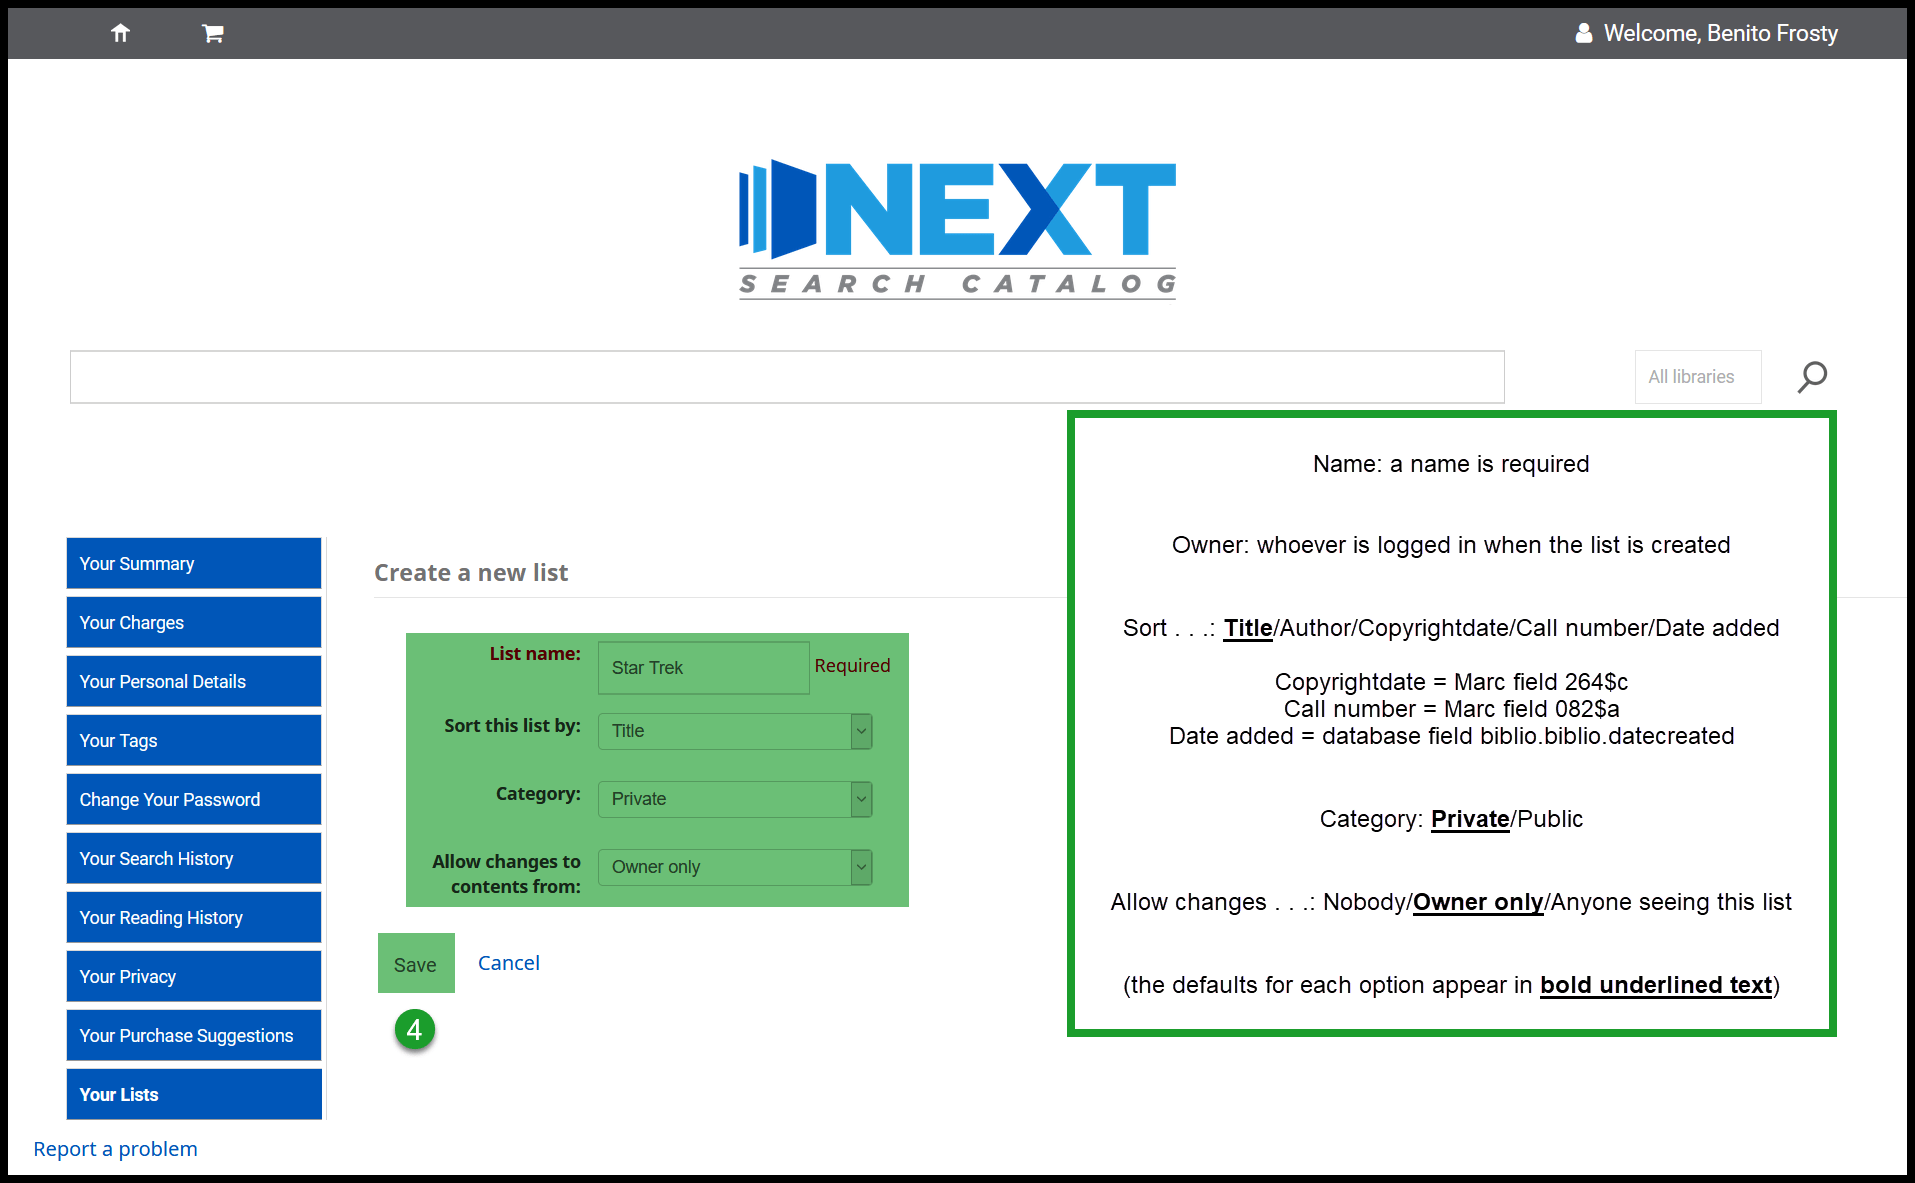 Welcome, Benito Frosty
NEXT
SEARCH CATALOG
All libraries
Name: a name is required
Owner: whoever is logged in when the list is created
Sort . . .: Title/Author/Copyrightdate/Call number/Date added
Copyrightdate = Marc field 264$c
Call number = Marc field 082$a
Date added = database field biblio.biblio.datecreated
Category: Private/Public
Allow changes . . .: Nobody/Owner only/Anyone seeing this list
(the defaults for each option appear in bold underlined text)
Your Summary
Your Charges
Your Personal Details
Your Tags
Change Your Password
Your Search History
Your Reading History
Your Privacy
Your Purchase Suggestions
Your Lists
Create a new list
List name: Star Trek Required
Sort this list by: Title
Category: Private
Allow changes to
contents from: Owner only
Save Cancel
4
Report a problem